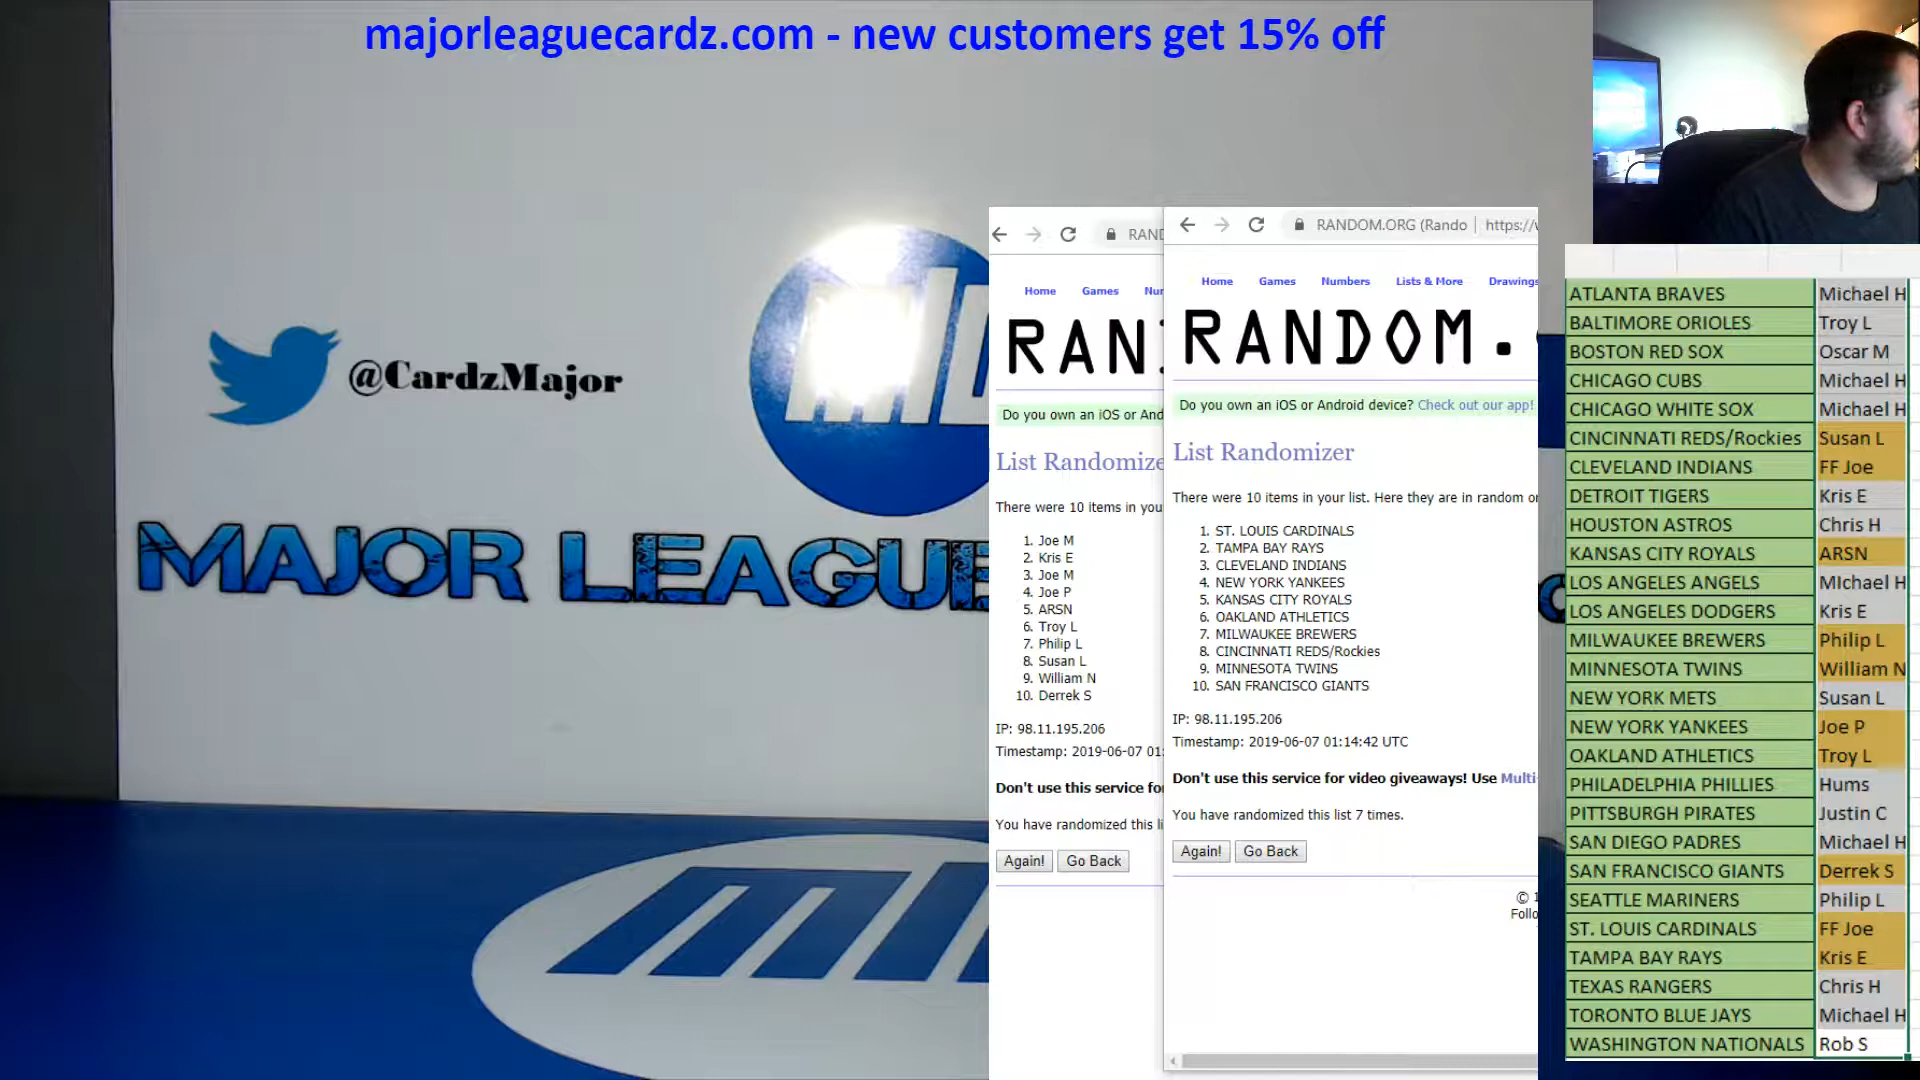 majorleaguecardz.com - new customers get 15% off
@CardzMajor
MAJOR LEAGUE
Home Games
RAN
Do you own an iOS or And
List Randomize
There were 10 items in you
1. Joe M
2. Kris E
3. Joe M
4. Joe P
5. ARSN
6. Troy L
7. Philip L
8. Susan L
9. William N
10. Derrek S
IP: 98.11.195.206
Timestamp: 2019-06-07 01:
Don't use this service fo
You have randomized this li
Again! Go Back
RANDOM.ORG (Rando | https://w
Home Games Numbers Lists & More Drawings
RANDOM.
Do you own an iOS or Android device? Check out our app!
List Randomizer
There were 10 items in your list. Here they are in random or
1. ST. LOUIS CARDINALS
2. TAMPA BAY RAYS
3. CLEVELAND INDIANS
4. NEW YORK YANKEES
5. KANSAS CITY ROYALS
6. OAKLAND ATHLETICS
7. MILWAUKEE BREWERS
8. CINCINNATI REDS/Rockies
9. MINNESOTA TWINS
10. SAN FRANCISCO GIANTS
IP: 98.11.195.206
Timestamp: 2019-06-07 01:14:42 UTC
Don't use this service for video giveaways! Use Multi
You have randomized this list 7 times.
Again! Go Back
© 1
Follo
ATLANTA BRAVES Michael H
BALTIMORE ORIOLES Troy L
BOSTON RED SOX Oscar M
CHICAGO CUBS Michael H
CHICAGO WHITE SOX Michael H
CINCINNATI REDS/Rockies Susan L
CLEVELAND INDIANS FF Joe
DETROIT TIGERS Kris E
HOUSTON ASTROS Chris H
KANSAS CITY ROYALS ARSN
LOS ANGELES ANGELS MIchael H
LOS ANGELES DODGERS Kris E
MILWAUKEE BREWERS Philip L
MINNESOTA TWINS William N
NEW YORK METS Susan L
NEW YORK YANKEES Joe P
OAKLAND ATHLETICS Troy L
PHILADELPHIA PHILLIES Hums
PITTSBURGH PIRATES Justin C
SAN DIEGO PADRES Michael H
SAN FRANCISCO GIANTS Derrek S
SEATTLE MARINERS Philip L
ST. LOUIS CARDINALS FF Joe
TAMPA BAY RAYS Kris E
TEXAS RANGERS Chris H
TORONTO BLUE JAYS Michael H
WASHINGTON NATIONALS Rob S